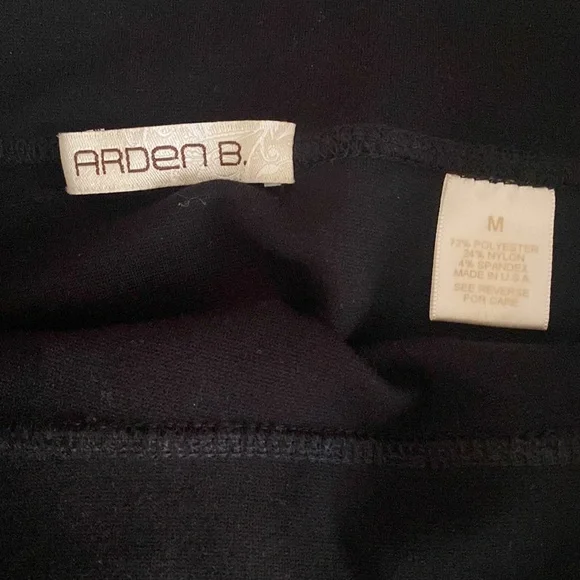 ARDEN B.
M
72% POLYESTER
24% NYLON
4% SPANDEX
MADE IN U.S.A
SEE REVERSE
FOR CARE